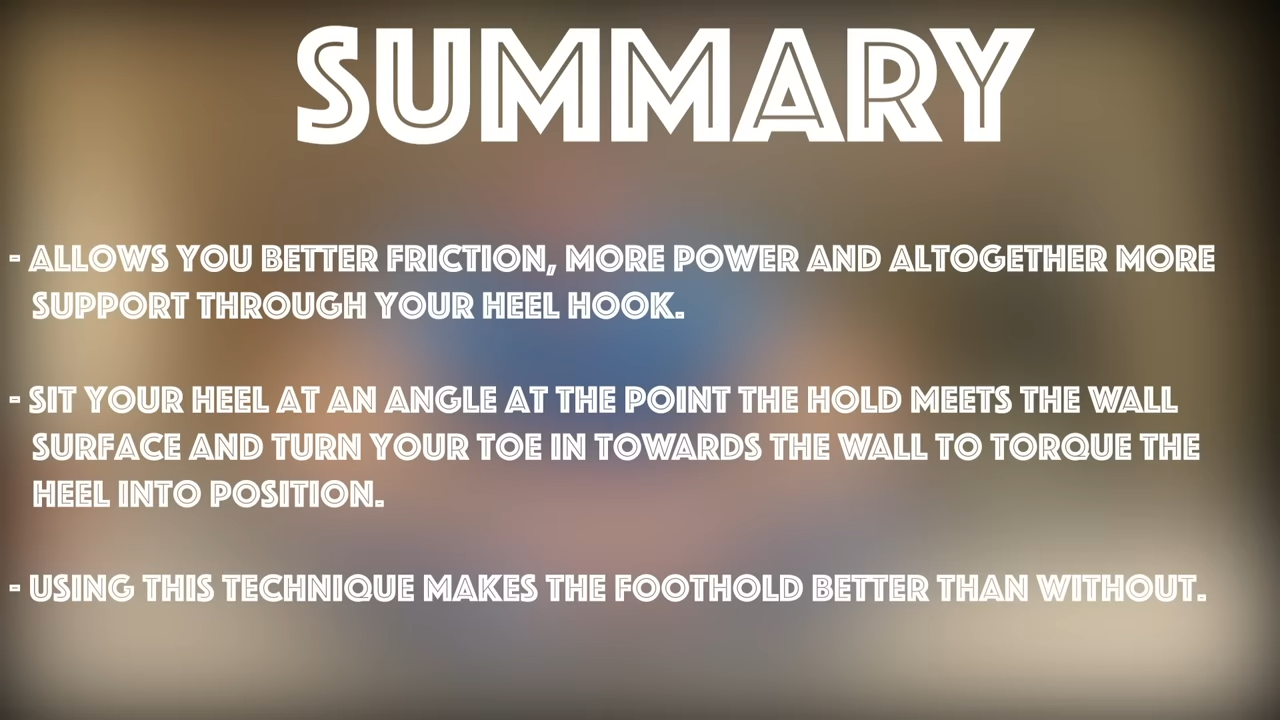 SUMMARY
- ALLOWS YOU BETTER FRICTION, MORE POWER AND ALTOGETHER MORE
SUPPORT THROUGH YOUR HEEL HOOK.
- SIT YOUR HEEL AT AN ANGLE AT THE POINT THE HOLD MEETS THE WALL
SURFACE AND TURN YOUR TOE IN TOWARDS THE WALL TO TORQUE THE
HEEL INTO POSITION.
- USING THIS TECHNIQUE MAKES THE FOOTHOLD BETTER THAN WITHOUT.